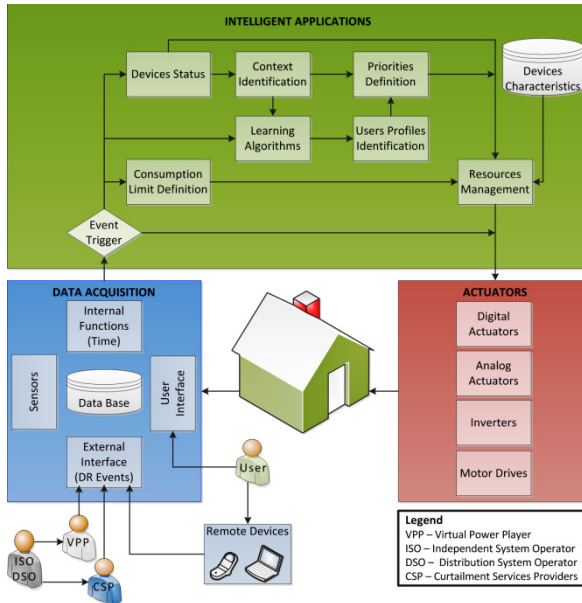 INTELLIGENT APPLICATIONS
Devices Status
Context
Identification
Priorities
Definition
Devices
Characteristics
Learning
Algorithms
Users Profiles
Identification
Consumption
Limit Definition
Resources
Management
Event
Trigger
DATA ACQUISITION
Internal
Functions
(Time)
Sensors
Data Base
User
Interface
External
Interface
(DR Events)
ACTUATORS
Digital
Actuators
Analog
Actuators
Inverters
Motor Drives
User
Remote Devices
VPP
ISO
DSO
CSP
Legend
VPP – Virtual Power Player
ISO – Independent System Operator
DSO – Distribution System Operator
CSP – Curtailment Services Providers